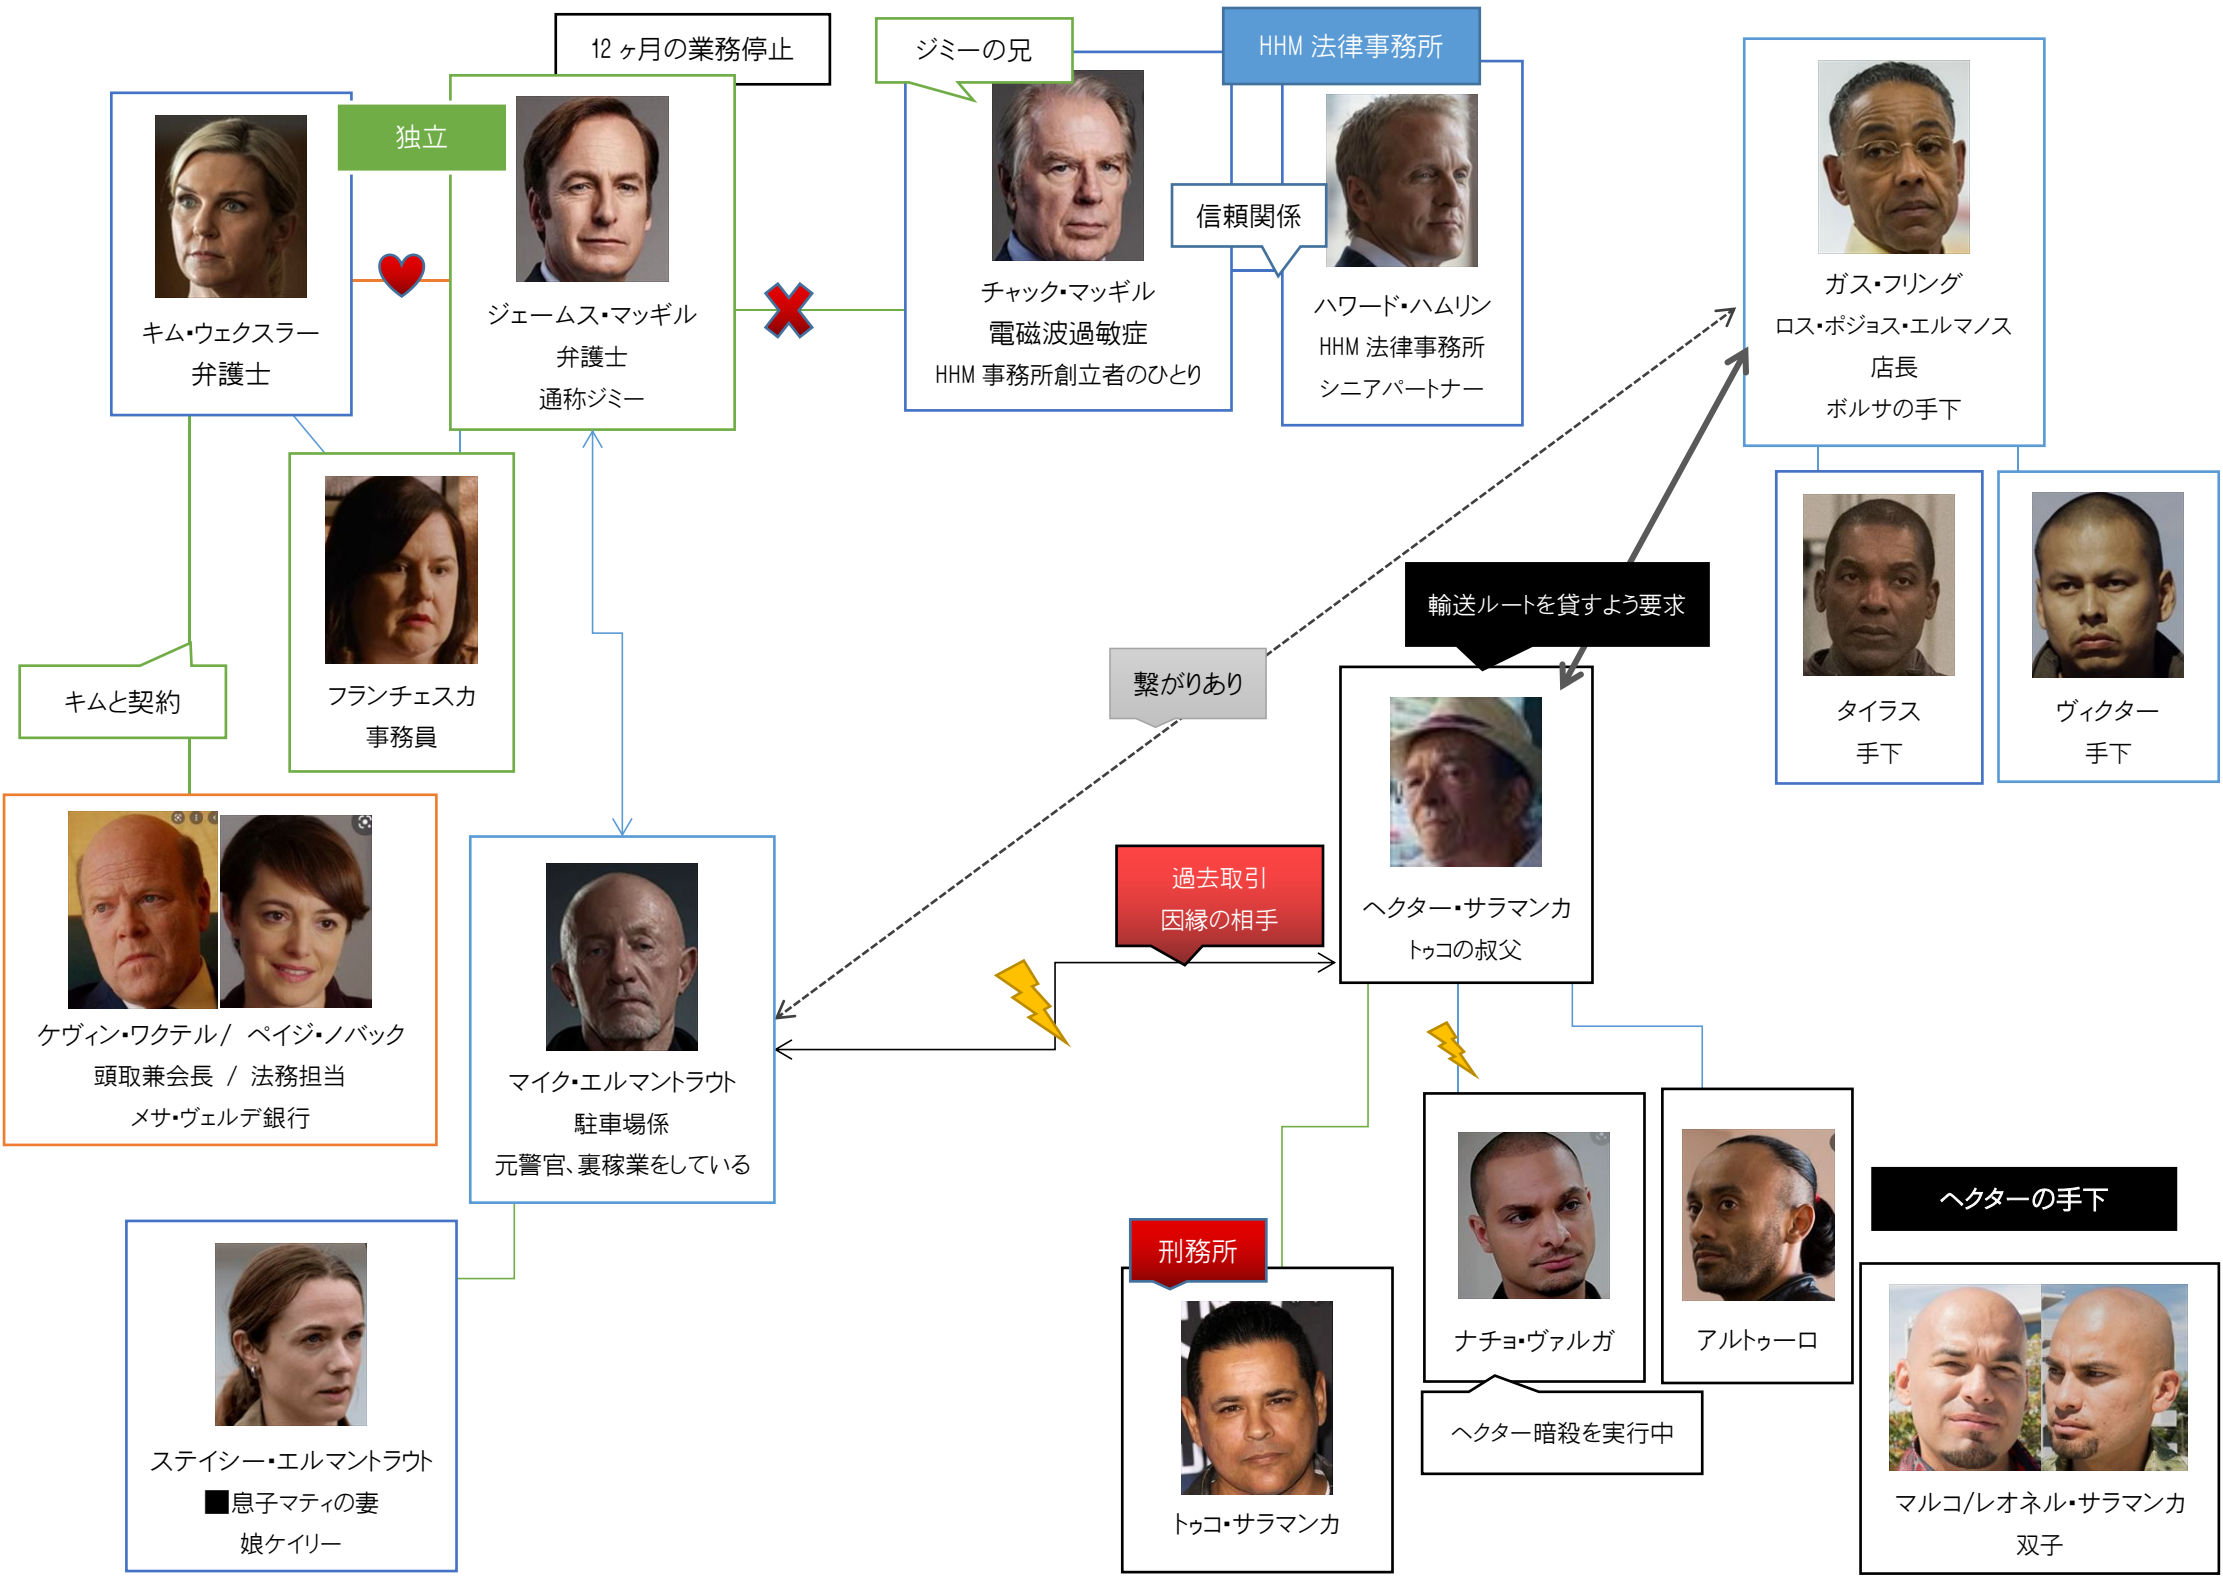 12ヶ月の業務停止
ジミーの兄
HHM 法律事務所
独立
信頼関係
キム・ウェクスラー
弁護士
ジェームス・マッギル
弁護士
通称ジミー
チャック・マッギル
電磁波過敏症
HHM 事務所創立者のひとり
ハワード・ハムリン
HHM 法律事務所
シニアパートナー
ガス・フリング
ロス・ポジョス・エルマノス
店長
ボルサの手下
キムと契約
フランチェスカ
事務員
繋がりあり
輸送ルートを貸すよう要求
タイラス
手下
ヴィクター
手下
過去取引
因縁の相手
ヘクター・サラマンカ
トゥコの叔父
ケヴィン・ワクテル/ ペイジ・ノバック
頭取兼会長 / 法務担当
メサ・ヴェルデ銀行
マイク・エルマントラウト
駐車場係
元警官、裏稼業をしている
ヘクターの手下
刑務所
ナチョ・ヴァルガ
アルトゥーロ
ヘクター暗殺を実行中
ステイシー・エルマントラウト
■息子マティの妻
娘ケイリー
トゥコ・サラマンカ
マルコ/レオネル・サラマンカ
双子